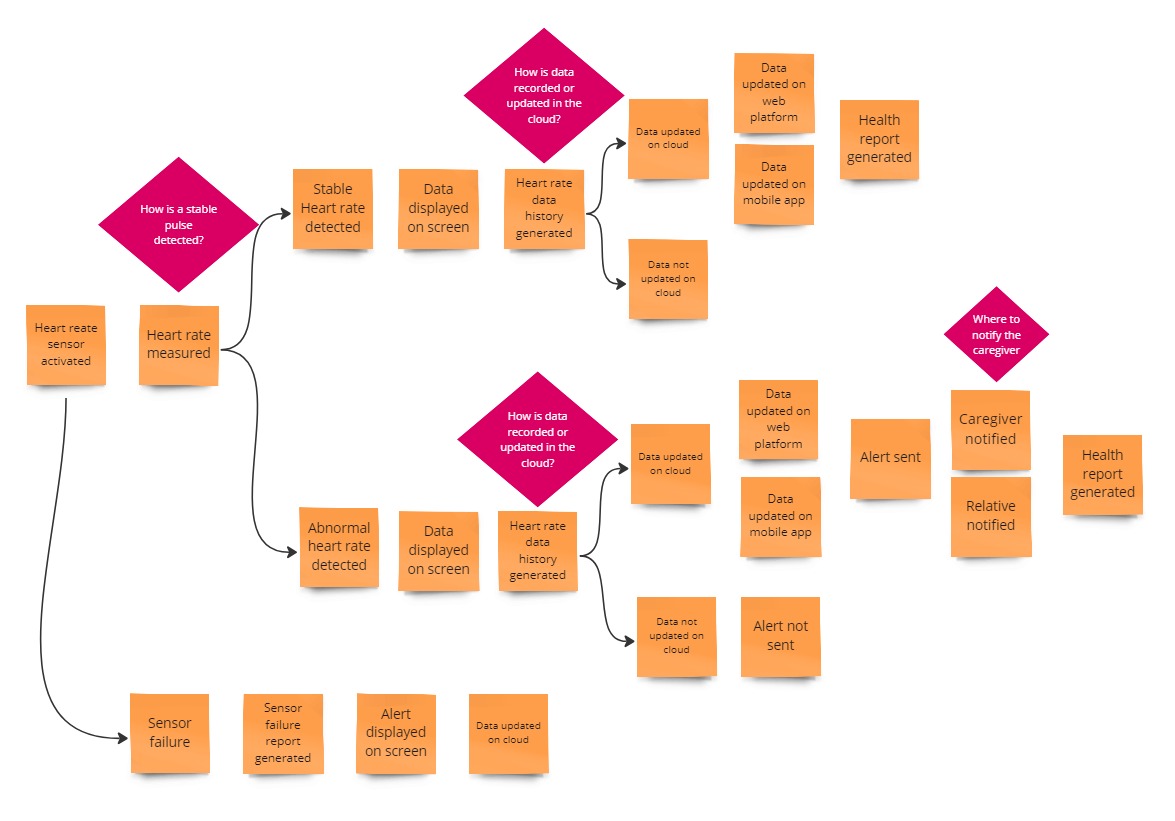 How is data
recorded or
updated in the
cloud?
Data
updated on
web
platform
Data updated
on cloud
Health
report
generated
Data
updated on
mobile app
How is a stable
pulse
detected?
Stable
Heart rate
detected
Data
displayed
on screen
Heart rate
data
history
generated
Data not
updated on
cloud
Heart reate
sensor
activated
Heart rate
measured
Where to
notify the
caregiver
How is data
recorded or
updated in the
cloud?
Data updated
on cloud
Data
updated on
web
platform
Data
updated on
mobile app
Alert sent
Caregiver
notified
Relative
notified
Health
report
generated
Abnormal
heart rate
detected
Data
displayed
on screen
Heart rate
data
history
generated
Data not
updated on
cloud
Alert not
sent
Sensor
failure
Sensor
failure
report
generated
Alert
displayed
on screen
Data updated
on cloud